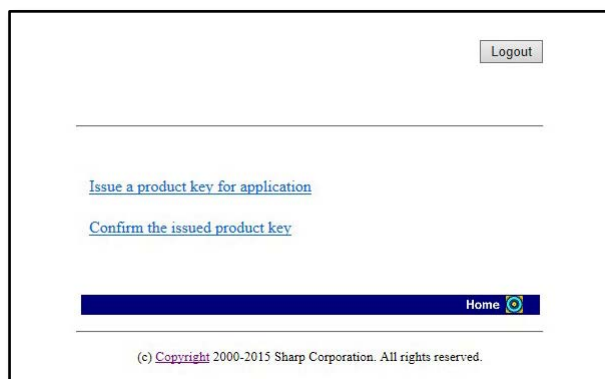 Logout
Issue a product key for application
Confirm the issued product key
Home
(c) Copyright 2000-2015 Sharp Corporation. All rights reserved.